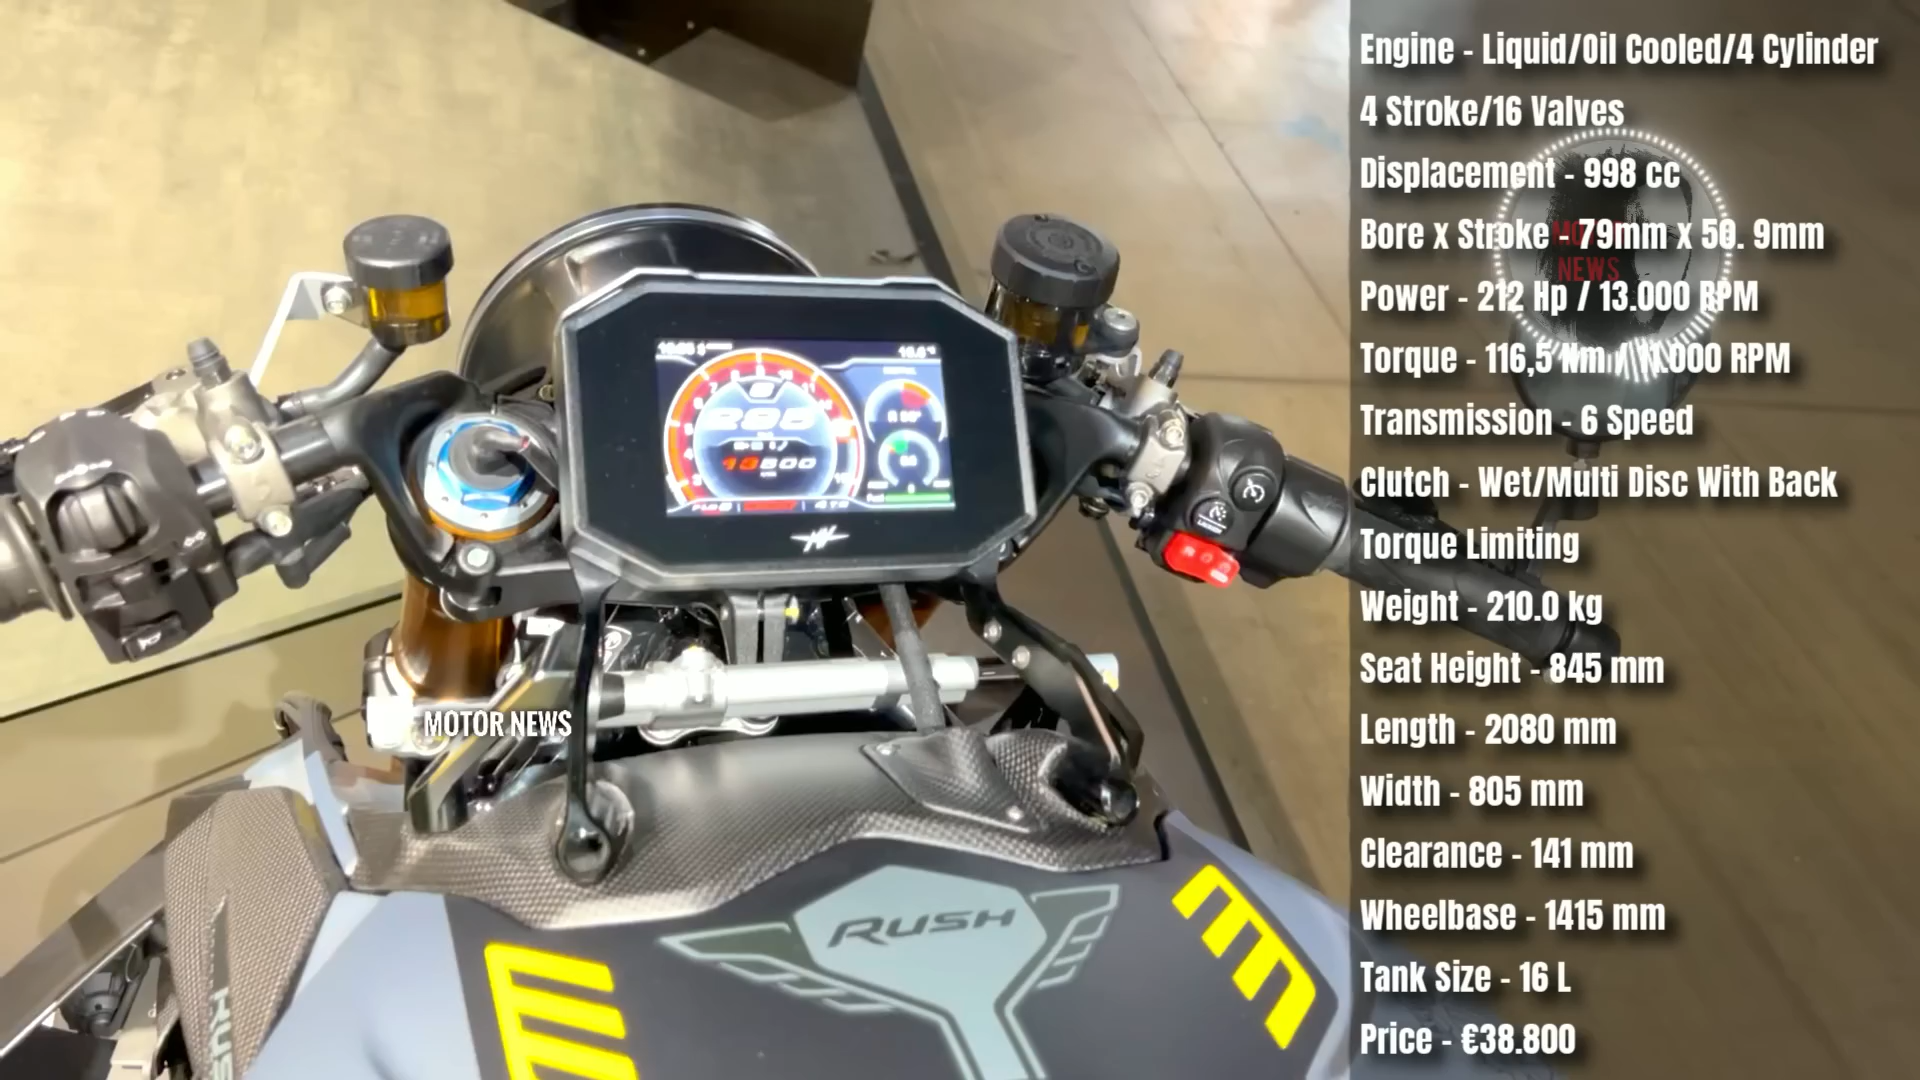 Engine - Liquid/Oil Cooled/4 Cylinder
4 Stroke/16 Valves
Displacement - 998 cc
Bore x Stroke - 79mm x 50. 9mm
Power - 212 Hp / 13.000 RPM
Torque - 116,5 Nm / 11.000 RPM
Transmission - 6 Speed
Clutch - Wet/Multi Disc With Back
Torque Limiting
Weight - 210.0 kg
Seat Height - 845 mm
Length - 2080 mm
Width - 805 mm
Clearance - 141 mm
Wheelbase - 1415 mm
Tank Size - 16 L
Price - €38.800
NEWS
13500
MOTOR NEWS
RUSH